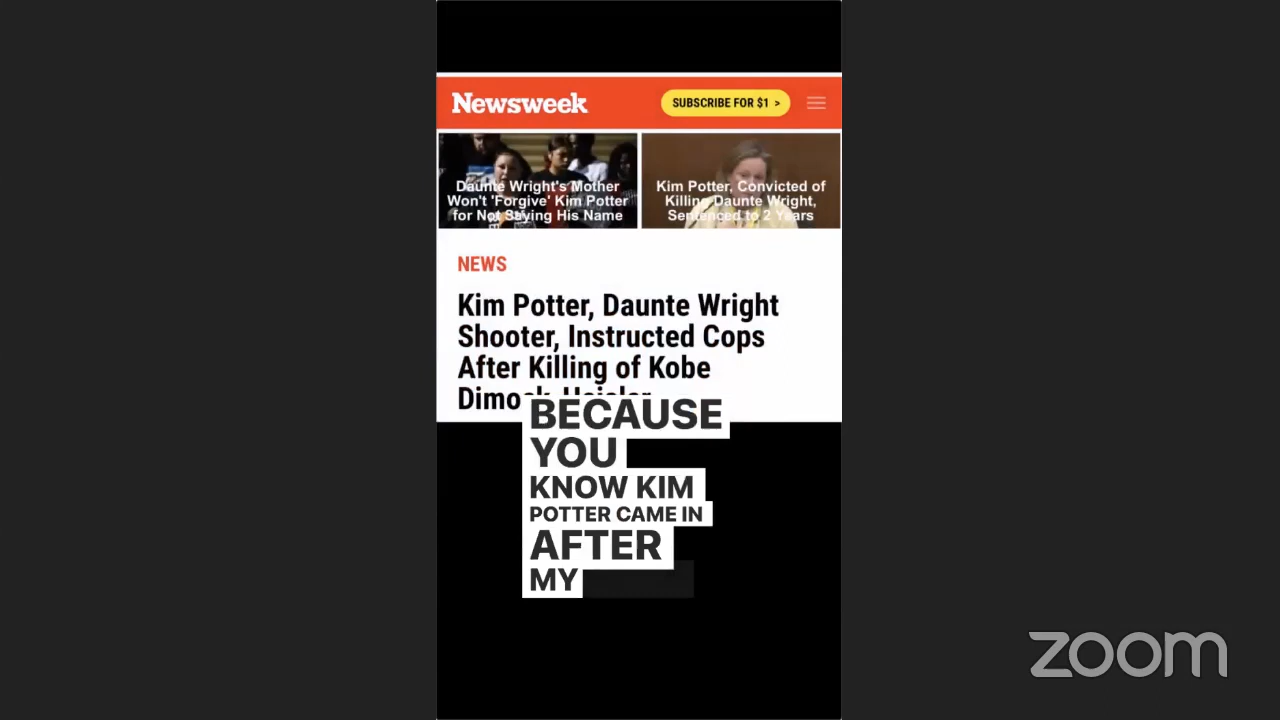 Newsweek
SUBSCRIBE FOR $1 >
Daunte Wright's Mother
Won't 'Forgive' Kim Potter
for Not Saying His Name
Kim Potter, Convicted of
Killing Daunte Wright,
Sentenced to 2 Years
NEWS
Kim Potter, Daunte Wright
Shooter, Instructed Cops
After Killing of Kobe
Dimock-Heisler
BECAUSE
YOU
KNOW KIM
POTTER CAME IN
AFTER
MY
zoom